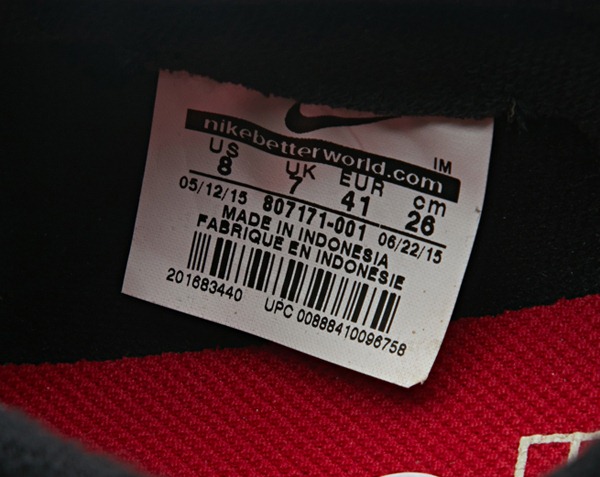 nikebetterworld.com
IM
US UK EUR cm
8 7 41 26
05/12/15 807171-001 06/22/15
MADE IN INDONESIA
FABRIQUE EN INDONESIE
201683440 UPC 00888410096758